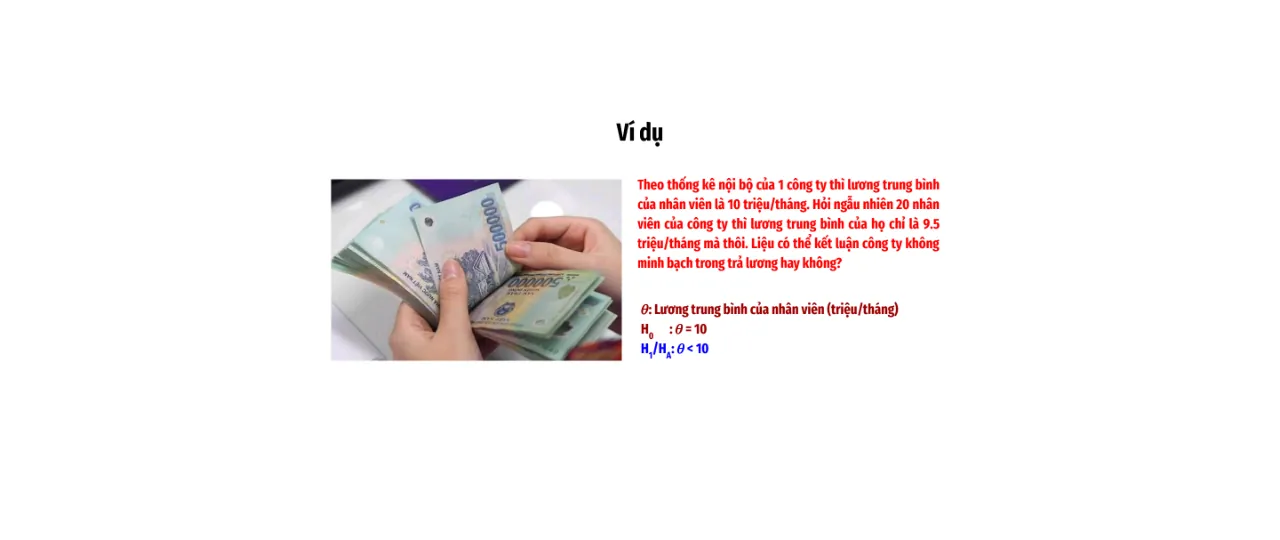 Ví dụ
Theo thống kê nội bộ của 1 công ty thì lương trung bình
của nhân viên là 10 triệu/tháng. Hỏi ngẫu nhiên 20 nhân
viên của công ty thì lương trung bình của họ chỉ là 9.5
triệu/tháng mà thôi. Liệu có thể kết luận công ty không
minh bạch trong trả lương hay không?
500000
500000
𝜃: Lương trung bình của nhân viên (triệu/tháng)
H₀ : 𝜃 = 10
H₁/Hₐ: 𝜃 < 10